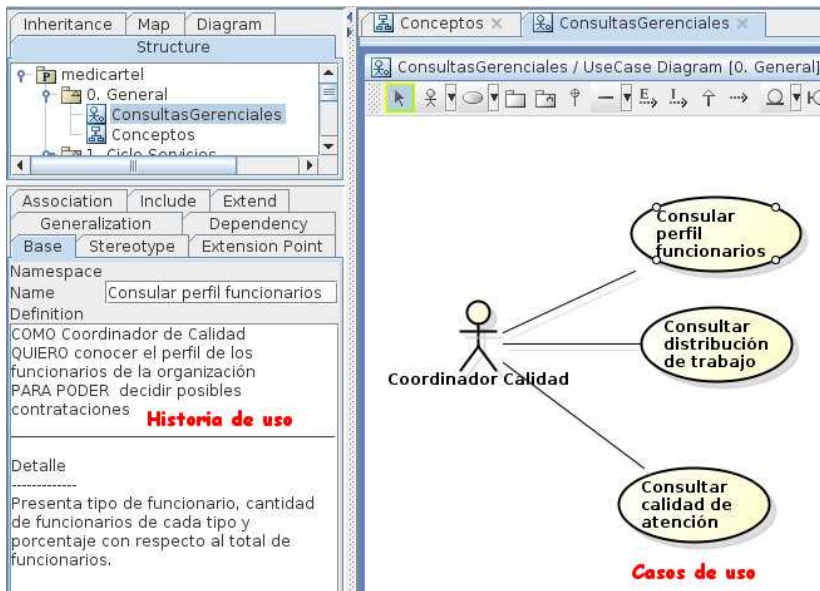 Inheritance Map Diagram
Structure
medicartel
0. General
ConsultasGerenciales
Conceptos
1. Ciclo Servicios
Association Include Extend
Generalization Dependency
Base Stereotype Extension Point
Namespace
Name Consular perfil funcionarios
Definition
COMO Coordinador de Calidad
QUIERO conocer el perfil de los
funcionarios de la organización
PARA PODER decidir posibles
contrataciones
Historia de uso
Detalle
-------------
Presenta tipo de funcionario, cantidad
de funcionarios de cada tipo y
porcentaje con respecto al total de
funcionarios.
Conceptos
ConsultasGerenciales
ConsultasGerenciales / UseCase Diagram [0. General]
Consular
perfil
funcionarios
Consultar
distribución
de trabajo
Coordinador Calidad
Consultar
calidad de
atención
Casos de uso